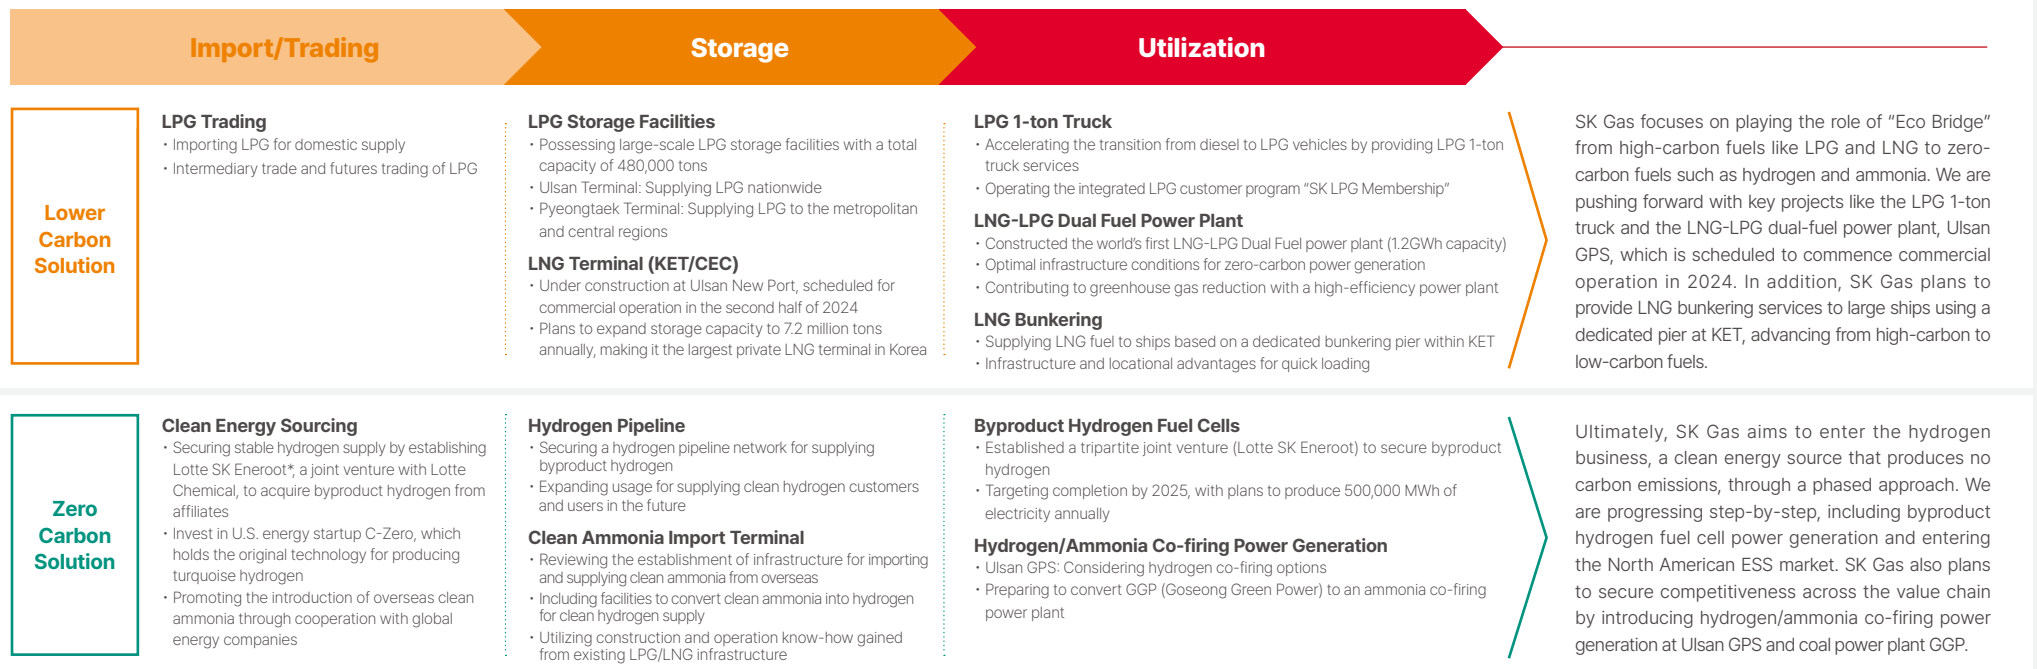 Import/Trading
Storage
Utilization
Lower
Carbon
Solution
LPG Trading
· Importing LPG for domestic supply
· Intermediary trade and futures trading of LPG
LPG Storage Facilities
· Possessing large-scale LPG storage facilities with a total
capacity of 480,000 tons
· Ulsan Terminal: Supplying LPG nationwide
· Pyeongtaek Terminal: Supplying LPG to the metropolitan
and central regions
LNG Terminal (KET/CEC)
· Under construction at Ulsan New Port, scheduled for
commercial operation in the second half of 2024
· Plans to expand storage capacity to 7.2 million tons
annually, making it the largest private LNG terminal in Korea
LPG 1-ton Truck
· Accelerating the transition from diesel to LPG vehicles by providing LPG 1-ton
truck services
· Operating the integrated LPG customer program “SK LPG Membership”
LNG-LPG Dual Fuel Power Plant
· Constructed the world’s first LNG-LPG Dual Fuel power plant (1.2GWh capacity)
· Optimal infrastructure conditions for zero-carbon power generation
· Contributing to greenhouse gas reduction with a high-efficiency power plant
LNG Bunkering
· Supplying LNG fuel to ships based on a dedicated bunkering pier within KET
· Infrastructure and locational advantages for quick loading
SK Gas focuses on playing the role of “Eco Bridge”
from high-carbon fuels like LPG and LNG to zero-
carbon fuels such as hydrogen and ammonia. We are
pushing forward with key projects like the LPG 1-ton
truck and the LNG-LPG dual-fuel power plant, Ulsan
GPS, which is scheduled to commence commercial
operation in 2024. In addition, SK Gas plans to
provide LNG bunkering services to large ships using a
dedicated pier at KET, advancing from high-carbon to
low-carbon fuels.
Zero
Carbon
Solution
Clean Energy Sourcing
· Securing stable hydrogen supply by establishing
Lotte SK Eneroot*, a joint venture with Lotte
Chemical, to acquire byproduct hydrogen from
affiliates
· Invest in U.S. energy startup C-Zero, which
holds the original technology for producing
turquoise hydrogen
· Promoting the introduction of overseas clean
ammonia through cooperation with global
energy companies
Hydrogen Pipeline
· Securing a hydrogen pipeline network for supplying
byproduct hydrogen
· Expanding usage for supplying clean hydrogen customers
and users in the future
Clean Ammonia Import Terminal
· Reviewing the establishment of infrastructure for importing
and supplying clean ammonia from overseas
· Including facilities to convert clean ammonia into hydrogen
for clean hydrogen supply
· Utilizing construction and operation know-how gained
from existing LPG/LNG infrastructure
Byproduct Hydrogen Fuel Cells
· Established a tripartite joint venture (Lotte SK Eneroot) to secure byproduct
hydrogen
· Targeting completion by 2025, with plans to produce 500,000 MWh of
electricity annually
Hydrogen/Ammonia Co-firing Power Generation
· Ulsan GPS: Considering hydrogen co-firing options
· Preparing to convert GGP (Goseong Green Power) to an ammonia co-firing
power plant
Ultimately, SK Gas aims to enter the hydrogen
business, a clean energy source that produces no
carbon emissions, through a phased approach. We
are progressing step-by-step, including byproduct
hydrogen fuel cell power generation and entering
the North American ESS market. SK Gas also plans
to secure competitiveness across the value chain
by introducing hydrogen/ammonia co-firing power
generation at Ulsan GPS and coal power plant GGP.